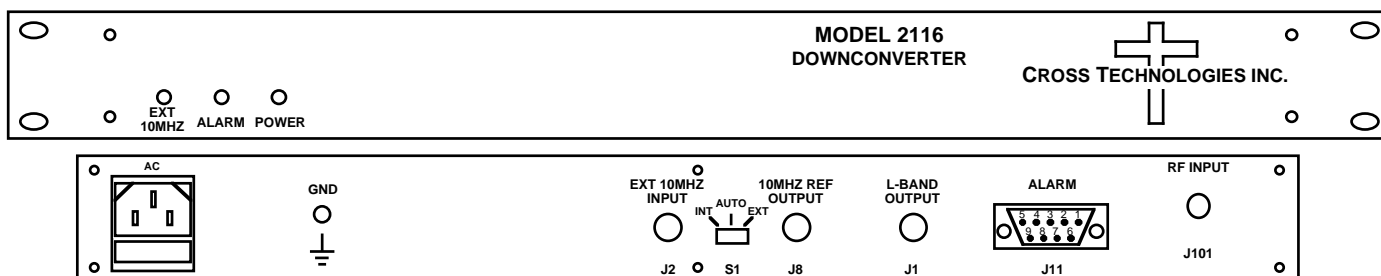 MODEL 2116
DOWNCONVERTER
CROSS TECHNOLOGIES INC.
EXT
10MHZ
ALARM
POWER
AC
GND
EXT 10MHZ
INPUT
INT
AUTO
EXT
10MHZ REF
OUTPUT
L-BAND
OUTPUT
ALARM
5 4 3 2 1
9 8 7 6
RF INPUT
J2
S1
J8
J1
J11
J101